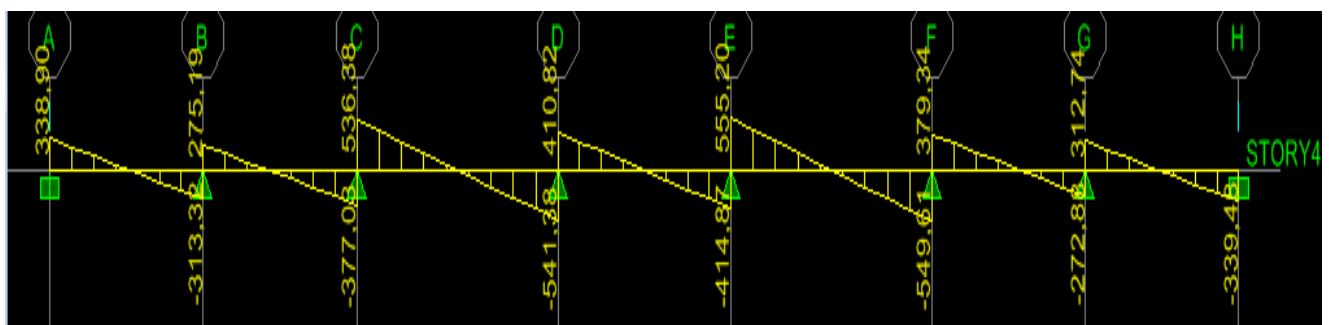 A B C D E F G H
338.90 275.19 536.38 410.82 555.20 379.34 312.74
STORY4
-313.32 -377.03 -541.38 -414.87 -549.61 -272.88 -339.48